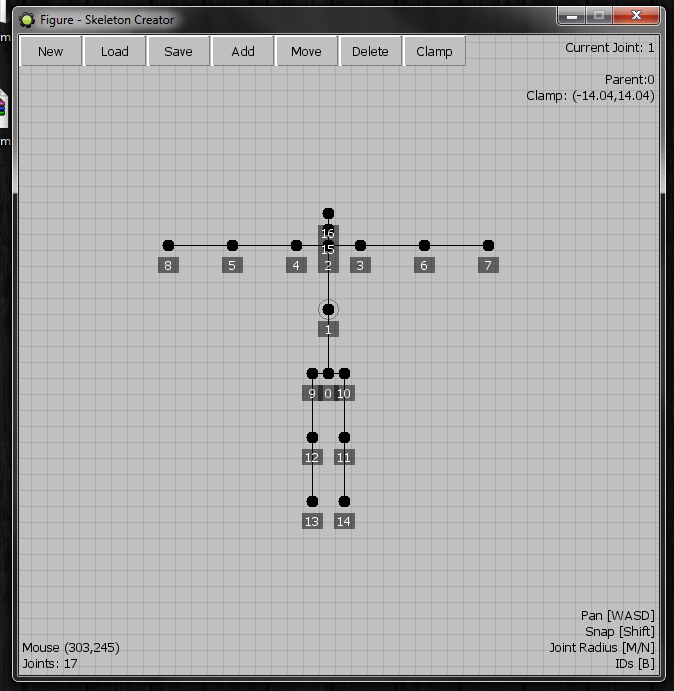 Figure - Skeleton Creator
New Load Save Add Move Delete Clamp
Current Joint: 1
Parent:0
Clamp: (-14.04,14.04)
16
15
8 5 4 2 3 6 7
1
9 0 10
12 11
13 14
Pan [WASD]
Snap [Shift]
Mouse (303,245) Joint Radius [M/N]
Joints: 17 IDs [B]
m
m